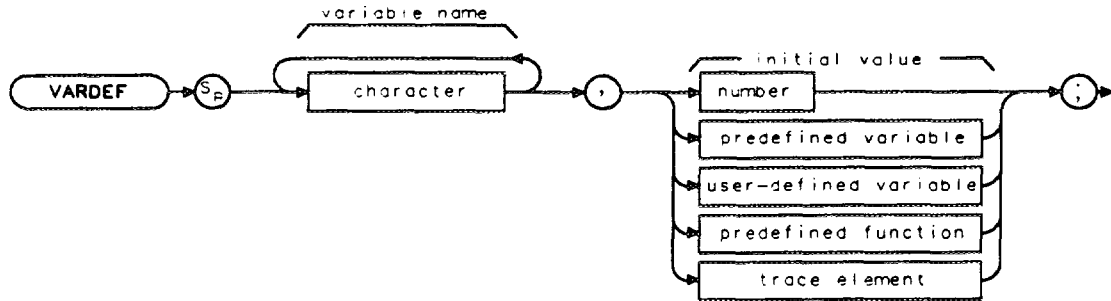 variable name
initial value
VARDEF
SP
character
,
number
;
predefined variable
user-defined variable
predefined function
trace element